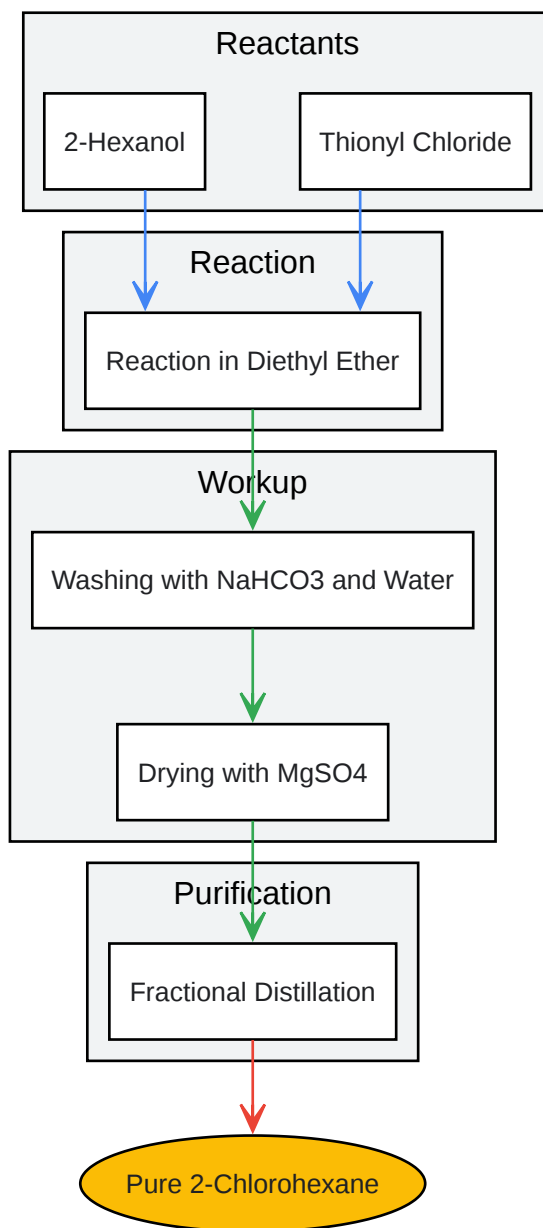 Reactants
2-Hexanol
Thionyl Chloride
Reaction
Reaction in Diethyl Ether
Workup
Washing with NaHCO3 and Water
Drying with MgSO4
Purification
Fractional Distillation
Pure 2-Chlorohexane